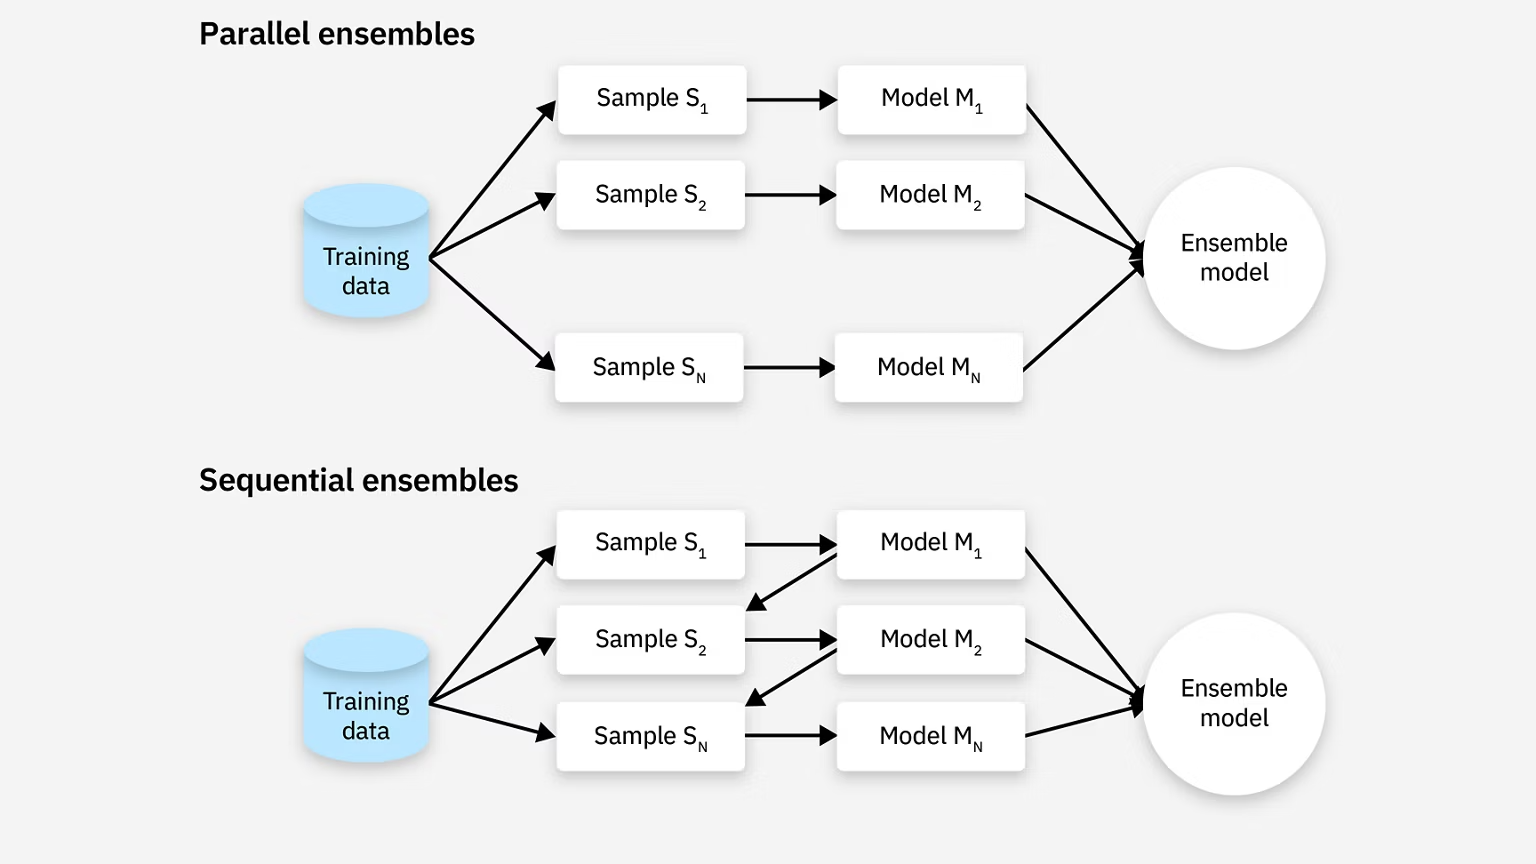 Parallel ensembles
Sample S₁
Model M₁
Sample S₂
Model M₂
Training
data
Ensemble
model
Sample Sₙ
Model Mₙ
Sequential ensembles
Sample S₁
Model M₁
Sample S₂
Model M₂
Training
data
Ensemble
model
Sample Sₙ
Model Mₙ